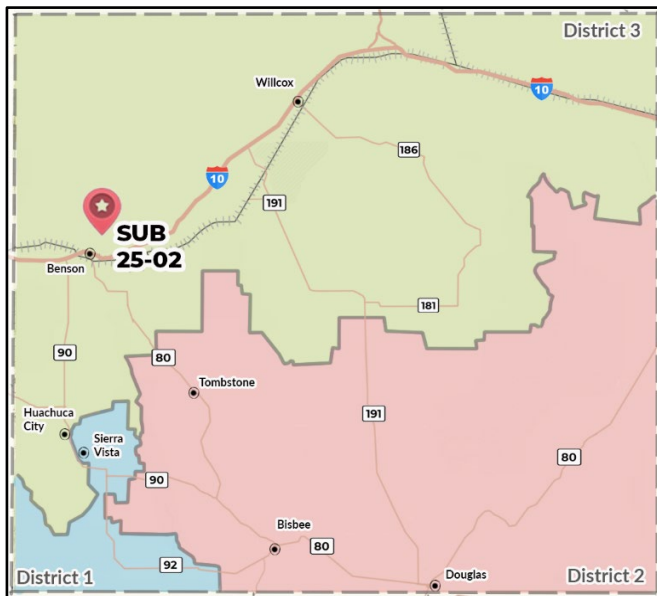 District 3
Willcox
10
186
10
191
SUB
25-02
Benson
181
90
80
Tombstone
191
Huachuca
City
Sierra
Vista
80
90
Bisbee
80
92
District 1
Douglas
District 2